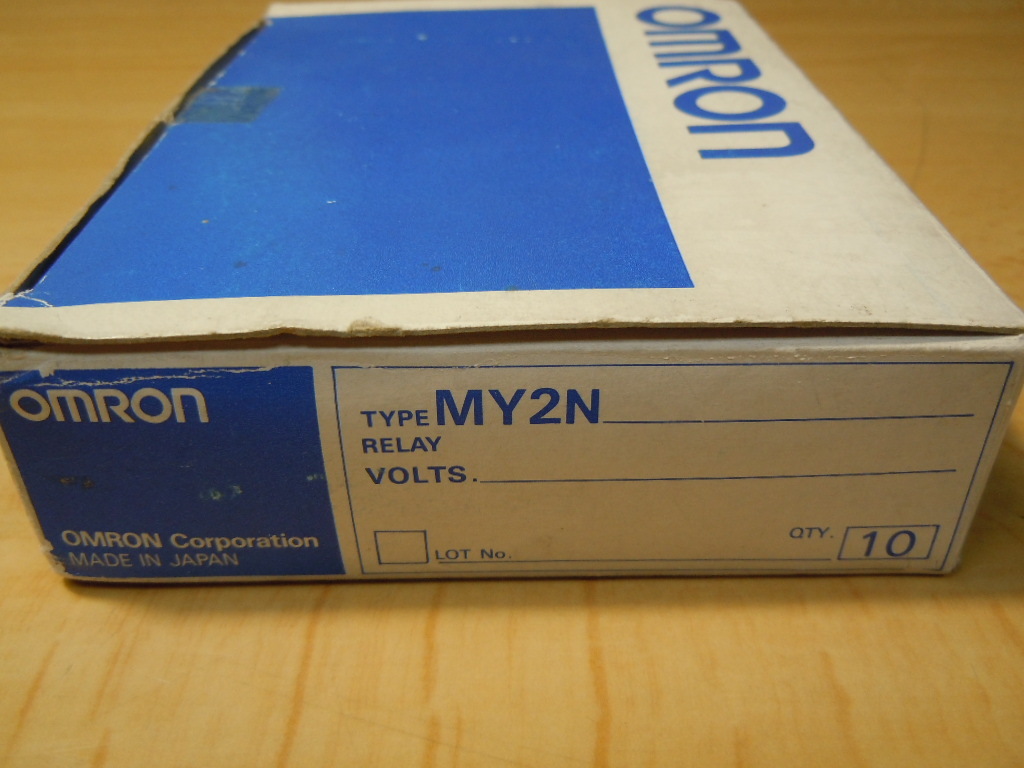 OMRON
OMRON
OMRON Corporation
MADE IN JAPAN
TYPE MY2N
RELAY
VOLTS.
LOT No.
QTY. 10